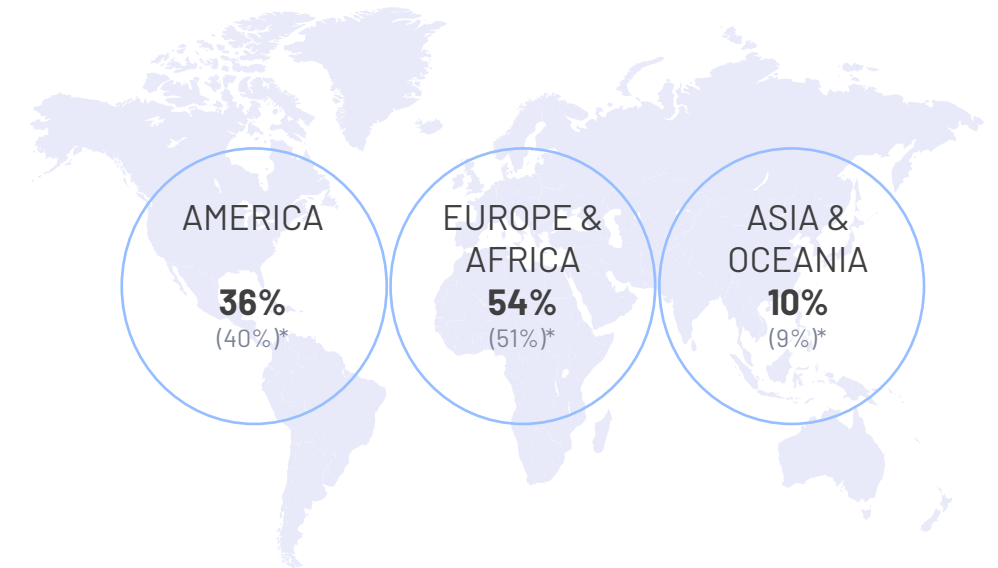 AMERICA
36%
(40%)*
EUROPE &
AFRICA
54%
(51%)*
ASIA &
OCEANIA
10%
(9%)*